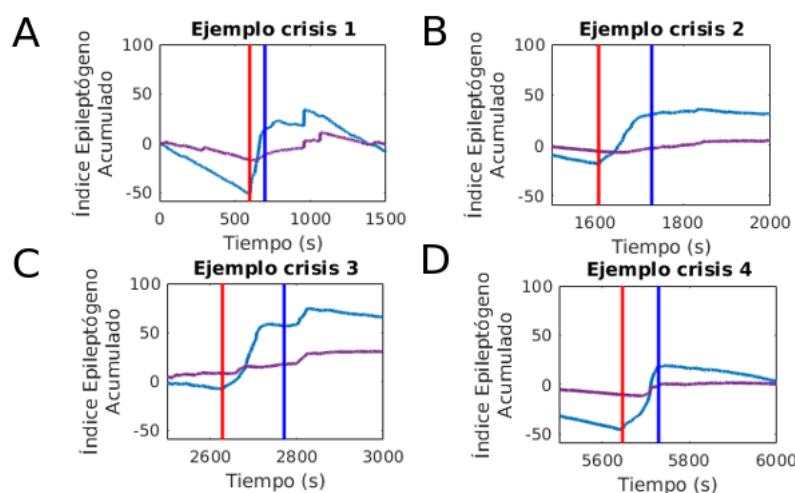 A
Ejemplo crisis 1
Índice Epileptógeno
Acumulado
100
50
0
-50
0
500
1000
1500
Tiempo (s)
B
Ejemplo crisis 2
Índice Epileptógeno
Acumulado
100
50
0
-50
1600
1800
2000
Tiempo (s)
C
Ejemplo crisis 3
Índice Epileptógeno
Acumulado
100
50
0
-50
2600
2800
3000
Tiempo (s)
D
Ejemplo crisis 4
Índice Epileptógeno
Acumulado
100
50
0
-50
5600
5800
6000
Tiempo (s)